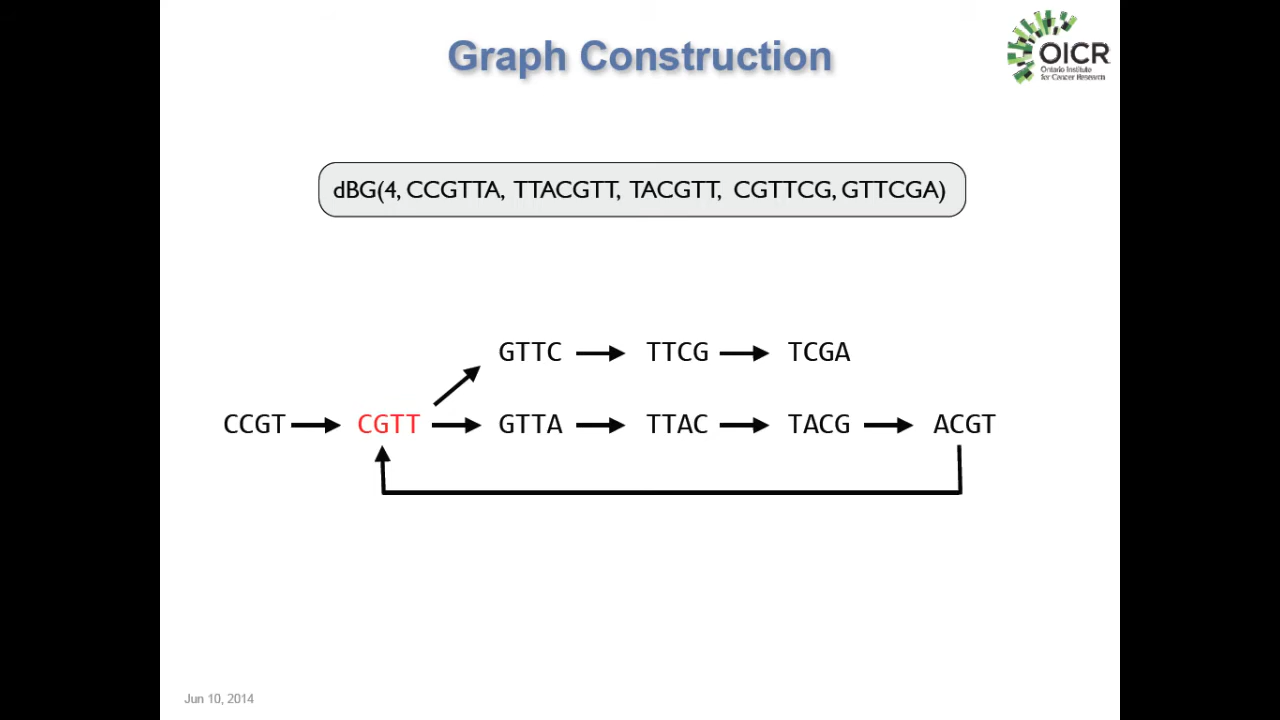 Graph Construction
OICR
Ontario Institute
for Cancer Research
dBG(4, CCGTTA, TTACGTT, TACGTT, CGTTCG, GTTCGA)
GTTC TTCG TCGA
CCGT CGTT GTTA TTAC TACG ACGT
Jun 10, 2014